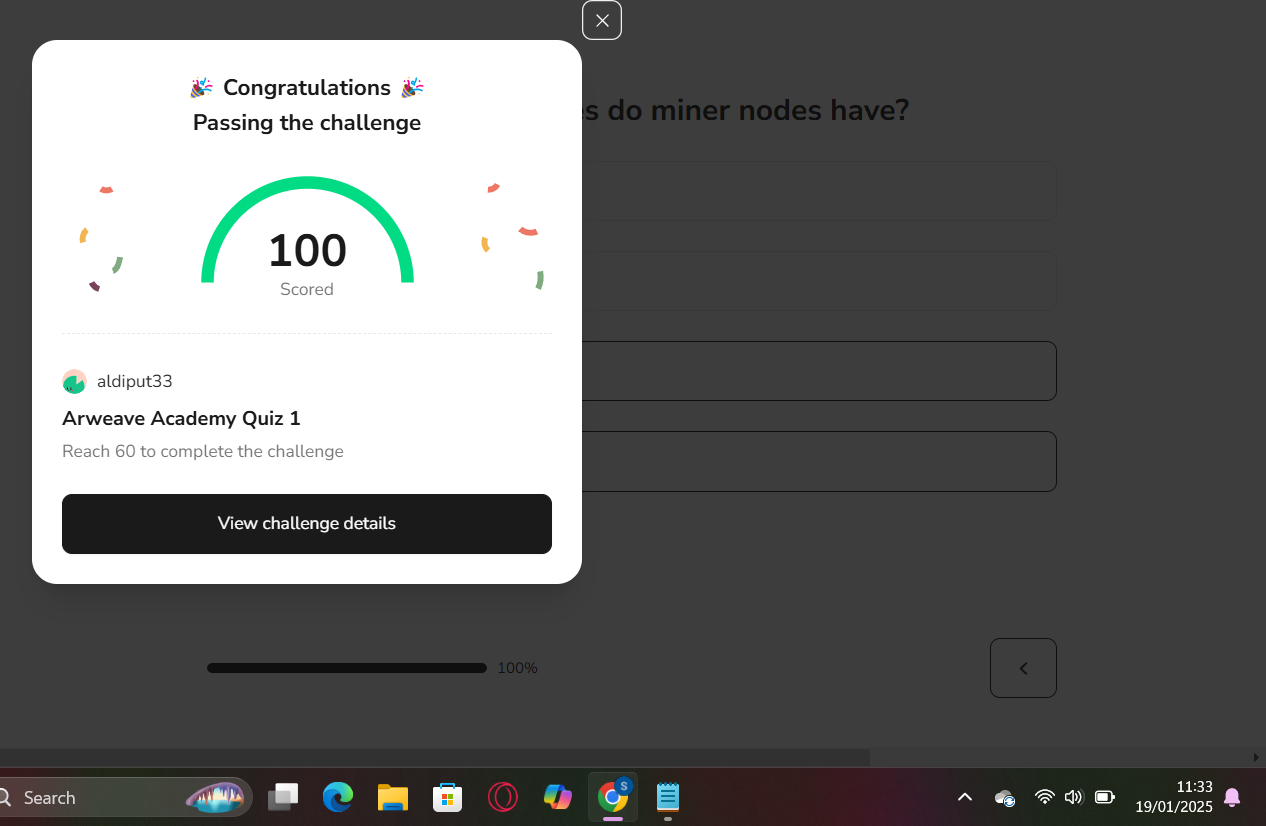 🎉 Congratulations 🎉
Passing the challenge
do miner nodes have?
100
Scored
aldiput33
Arweave Academy Quiz 1
Reach 60 to complete the challenge
View challenge details
100%
Search
S
11:33
19/01/2025